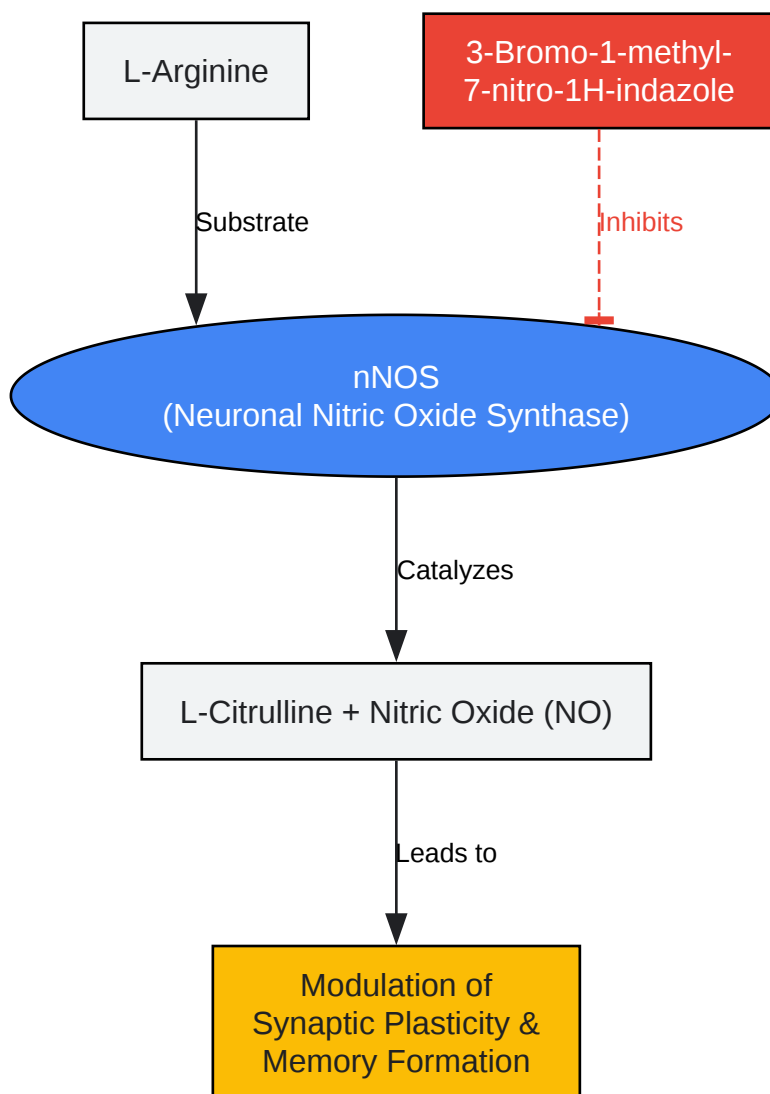 L-Arginine
3-Bromo-1-methyl-
7-nitro-1H-indazole
Substrate
Inhibits
nNOS
(Neuronal Nitric Oxide Synthase)
Catalyzes
L-Citrulline + Nitric Oxide (NO)
Leads to
Modulation of
Synaptic Plasticity &
Memory Formation